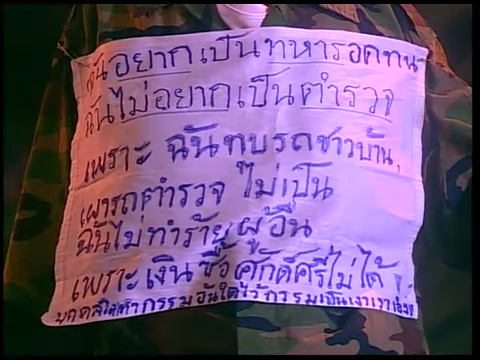 ฉันอยากเป็นทหารอดทน
ฉันไม่อยากเป็นตำรวจ
เพราะ ฉันทุบรถชาวบ้าน,
เผารถตำรวจ ไม่เป็น
ฉันไม่ทำร้ายผู้อื่น
เพราะเงินซื้อศักดิ์ศรีไม่ได้